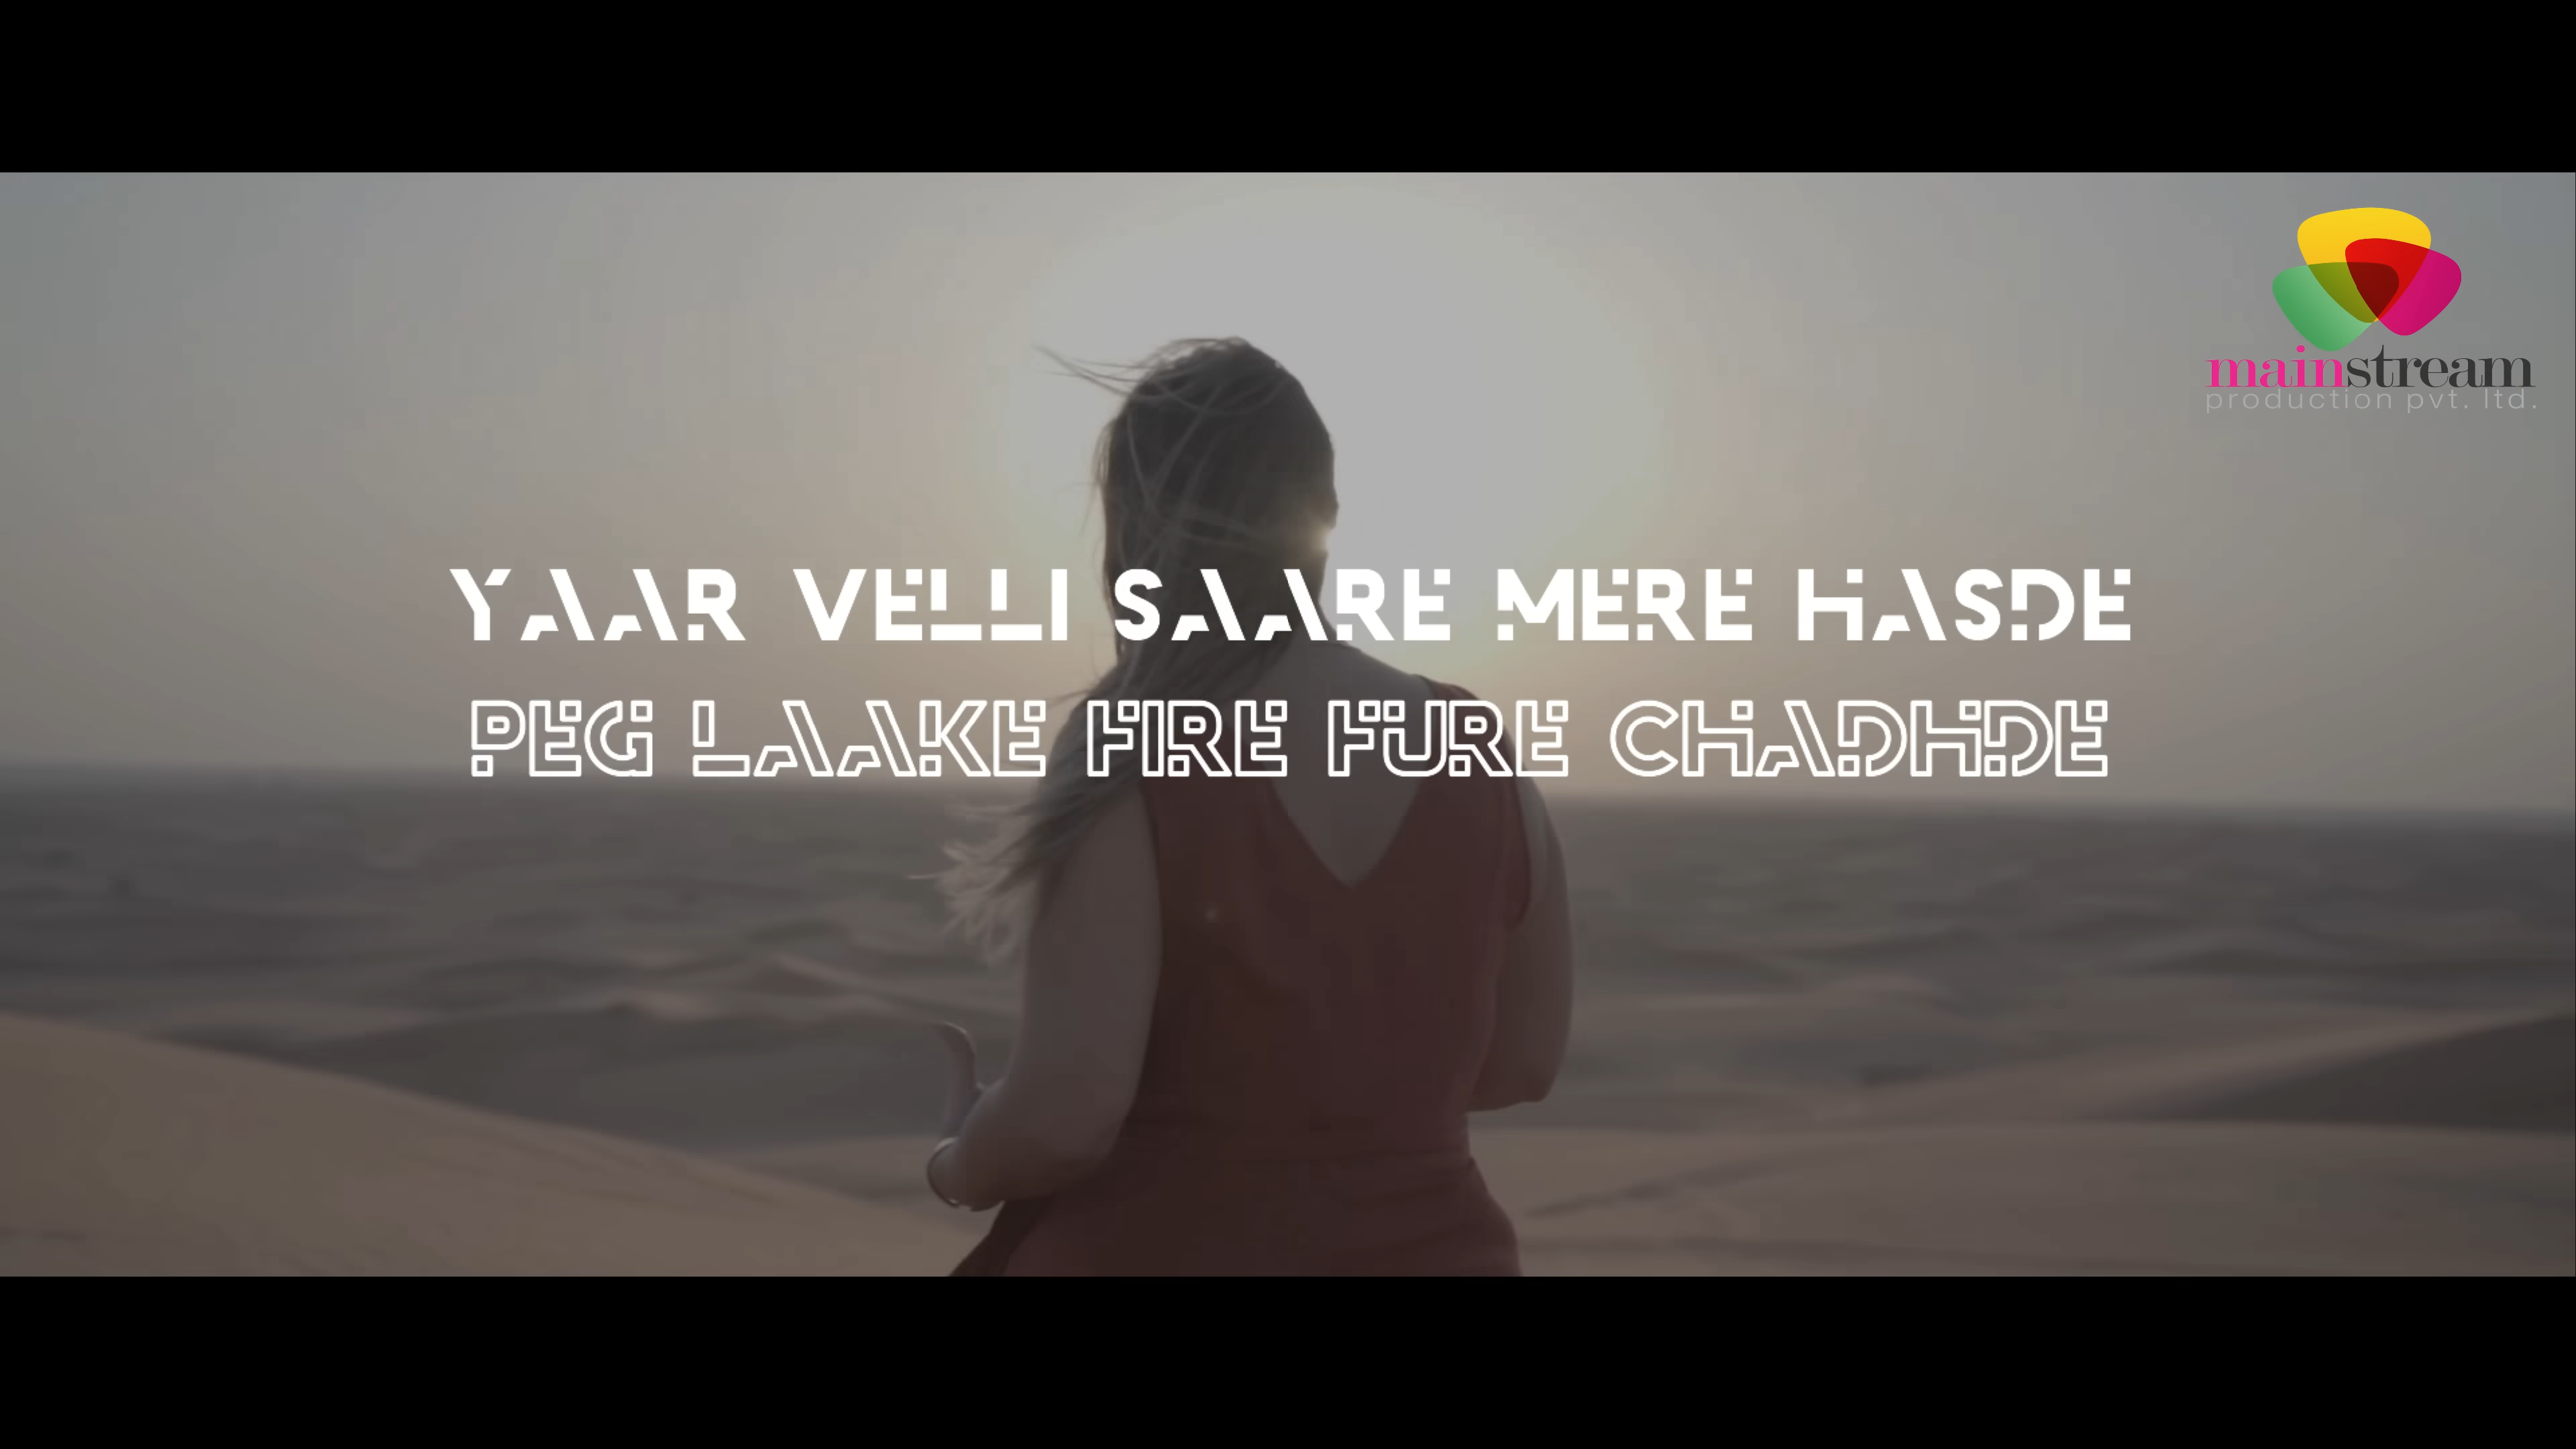 mainstream
production pvt. ltd.
YAAR VELLI SAARE MERE HASDE
PEG LAAKE FIRE FURE CHADHDE